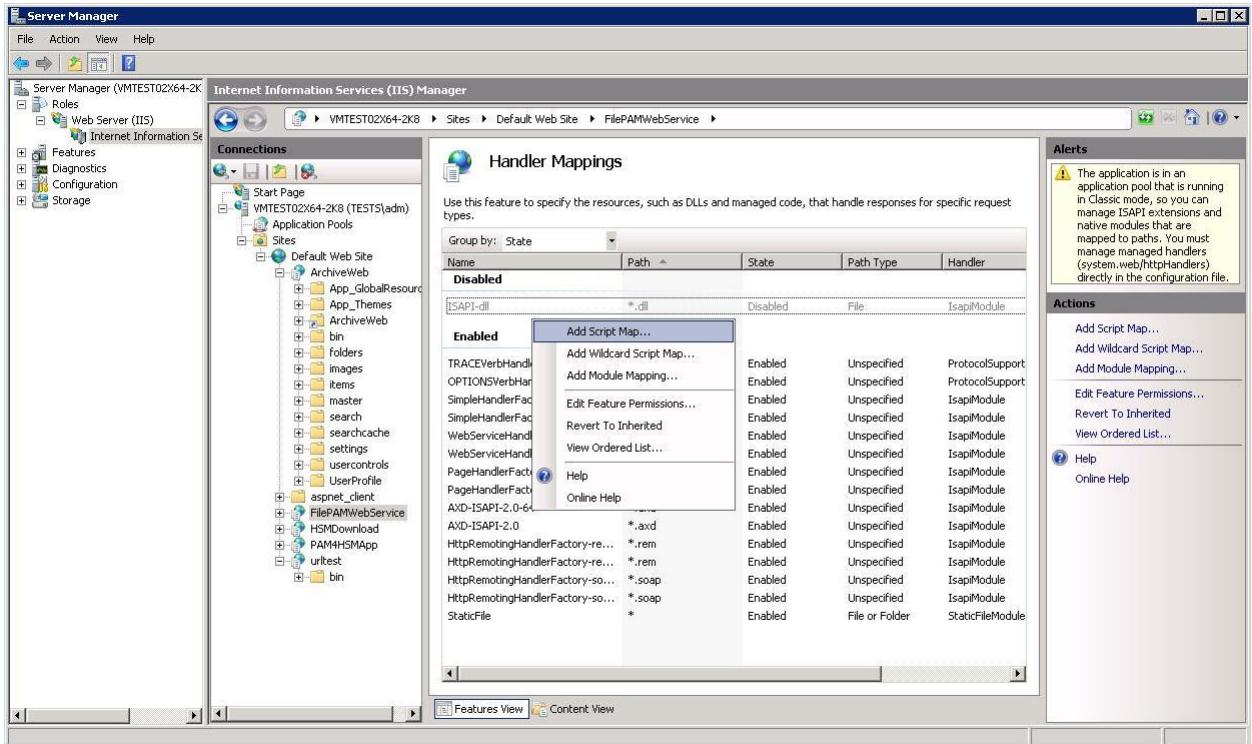 Server Manager
File Action View Help
Server Manager (VMTEST02X64-2K
Roles
Web Server (IIS)
Internet Information Se
Features
Diagnostics
Configuration
Storage
Internet Information Services (IIS) Manager
VMTEST02X64-2K8 Sites Default Web Site FilePAMWebService
Connections
Start Page
VMTEST02X64-2K8 (TESTS\adm)
Application Pools
Sites
Default Web Site
ArchiveWeb
App_GlobalResourc
App_Themes
ArchiveWeb
bin
folders
images
items
master
search
searchcache
settings
usercontrols
UserProfile
aspnet_client
FilePAMWebService
HSMDownload
PAM4HSMApp
urltest
bin
Handler Mappings
Use this feature to specify the resources, such as DLLs and managed code, that handle responses for specific request
types.
Group by: State
Name Path State Path Type Handler
Disabled
ISAPI-dll *.dll Disabled File IsapiModule
Enabled
TRACEVerbHandle Enabled Unspecified ProtocolSupport
OPTIONSVerbHan Enabled Unspecified ProtocolSupport
SimpleHandlerFac Enabled Unspecified IsapiModule
SimpleHandlerFac Enabled Unspecified IsapiModule
WebServiceHandl Enabled Unspecified IsapiModule
WebServiceHandl Enabled Unspecified IsapiModule
PageHandlerFact Enabled Unspecified IsapiModule
PageHandlerFact Enabled Unspecified IsapiModule
AXD-ISAPI-2.0-64 Enabled Unspecified IsapiModule
AXD-ISAPI-2.0 *.axd Enabled Unspecified IsapiModule
HttpRemotingHandlerFactory-re... *.rem Enabled Unspecified IsapiModule
HttpRemotingHandlerFactory-re... *.rem Enabled Unspecified IsapiModule
HttpRemotingHandlerFactory-so... *.soap Enabled Unspecified IsapiModule
HttpRemotingHandlerFactory-so... *.soap Enabled Unspecified IsapiModule
StaticFile * Enabled File or Folder StaticFileModule
Add Script Map...
Add Wildcard Script Map...
Add Module Mapping...
Edit Feature Permissions...
Revert To Inherited
View Ordered List...
Help
Online Help
Features View Content View
Alerts
The application is in an
application pool that is running
in Classic mode, so you can
manage ISAPI extensions and
native modules that are
mapped to paths. You must
manage managed handlers
(system.web/httpHandlers)
directly in the configuration file.
Actions
Add Script Map...
Add Wildcard Script Map...
Add Module Mapping...
Edit Feature Permissions...
Revert To Inherited
View Ordered List...
Help
Online Help